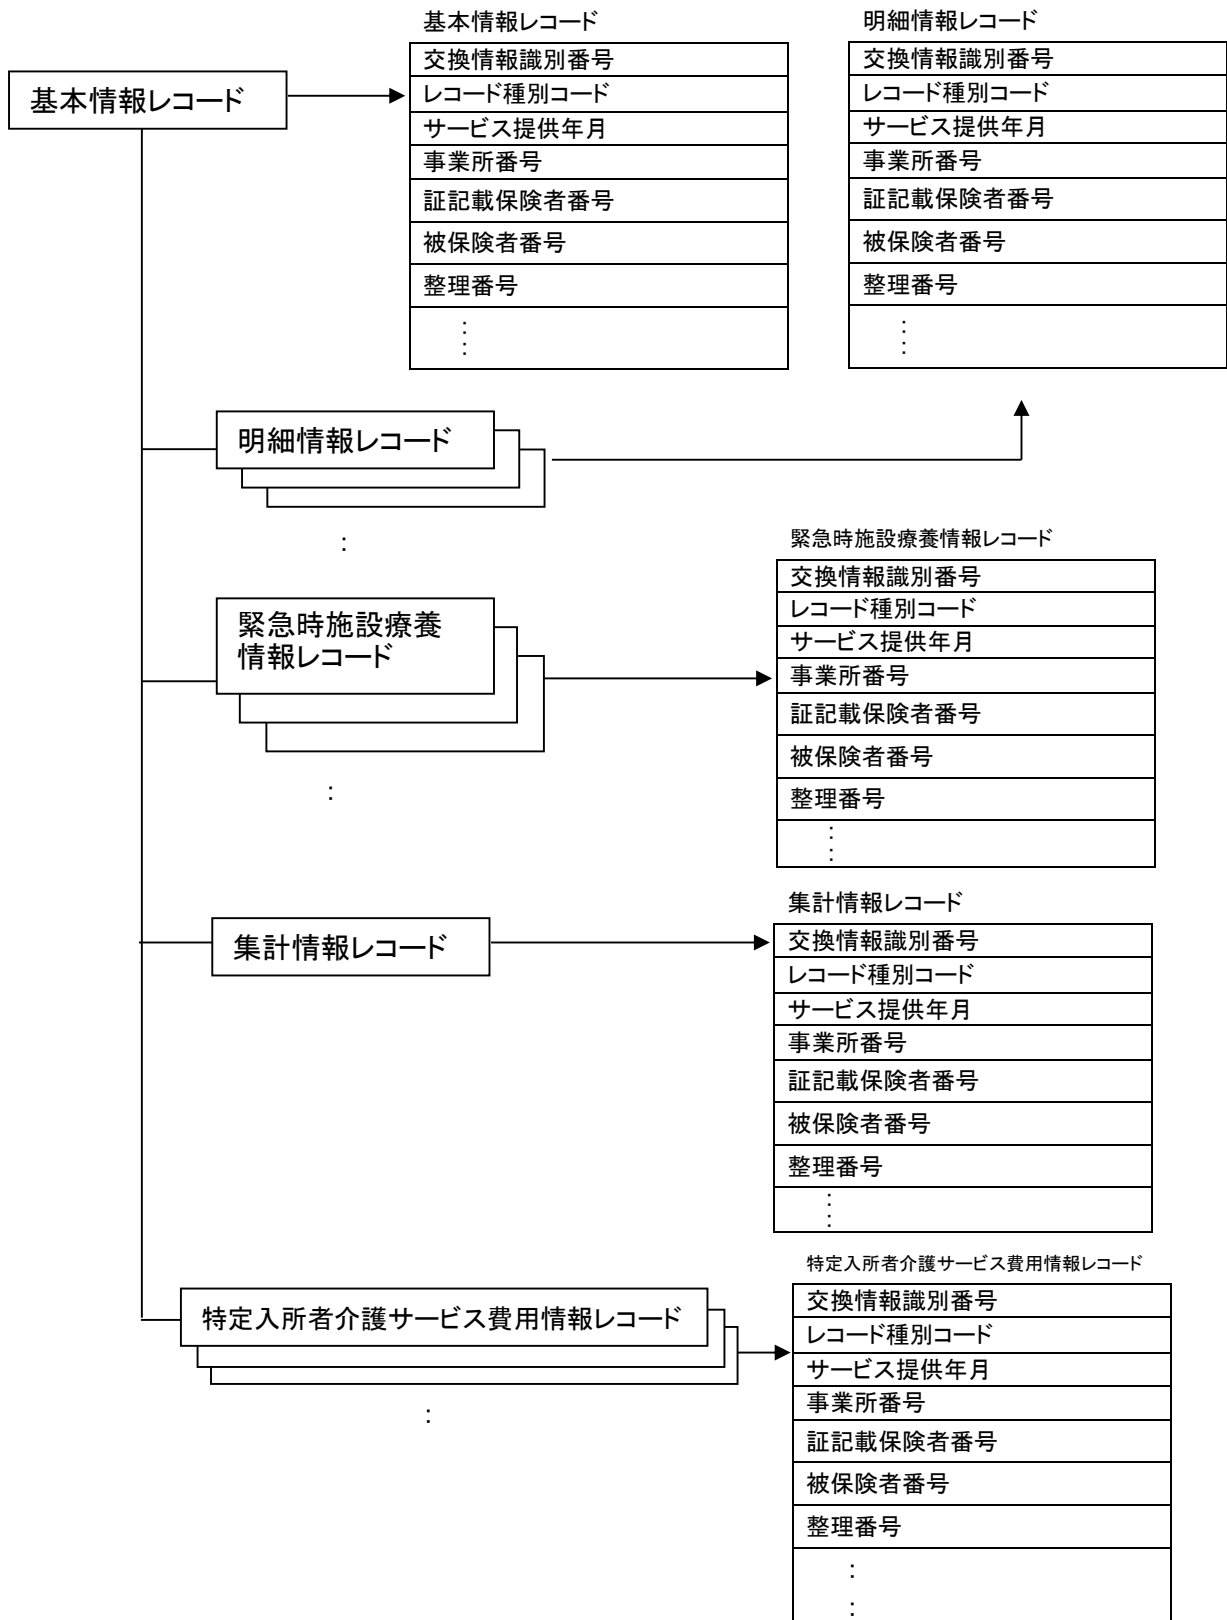 基本情報レコード
明細情報レコード
基本情報レコード
交換情報識別番号
レコード種別コード
サービス提供年月
事業所番号
証記載保険者番号
被保険者番号
整理番号
:
:
交換情報識別番号
レコード種別コード
サービス提供年月
事業所番号
証記載保険者番号
被保険者番号
整理番号
:
:
明細情報レコード
:
緊急時施設療養情報レコード
緊急時施設療養
情報レコード
:
交換情報識別番号
レコード種別コード
サービス提供年月
事業所番号
証記載保険者番号
被保険者番号
整理番号
:
:
集計情報レコード
集計情報レコード
交換情報識別番号
レコード種別コード
サービス提供年月
事業所番号
証記載保険者番号
被保険者番号
整理番号
:
:
特定入所者介護サービス費用情報レコード
特定入所者介護サービス費用情報レコード
:
交換情報識別番号
レコード種別コード
サービス提供年月
事業所番号
証記載保険者番号
被保険者番号
整理番号
:
: